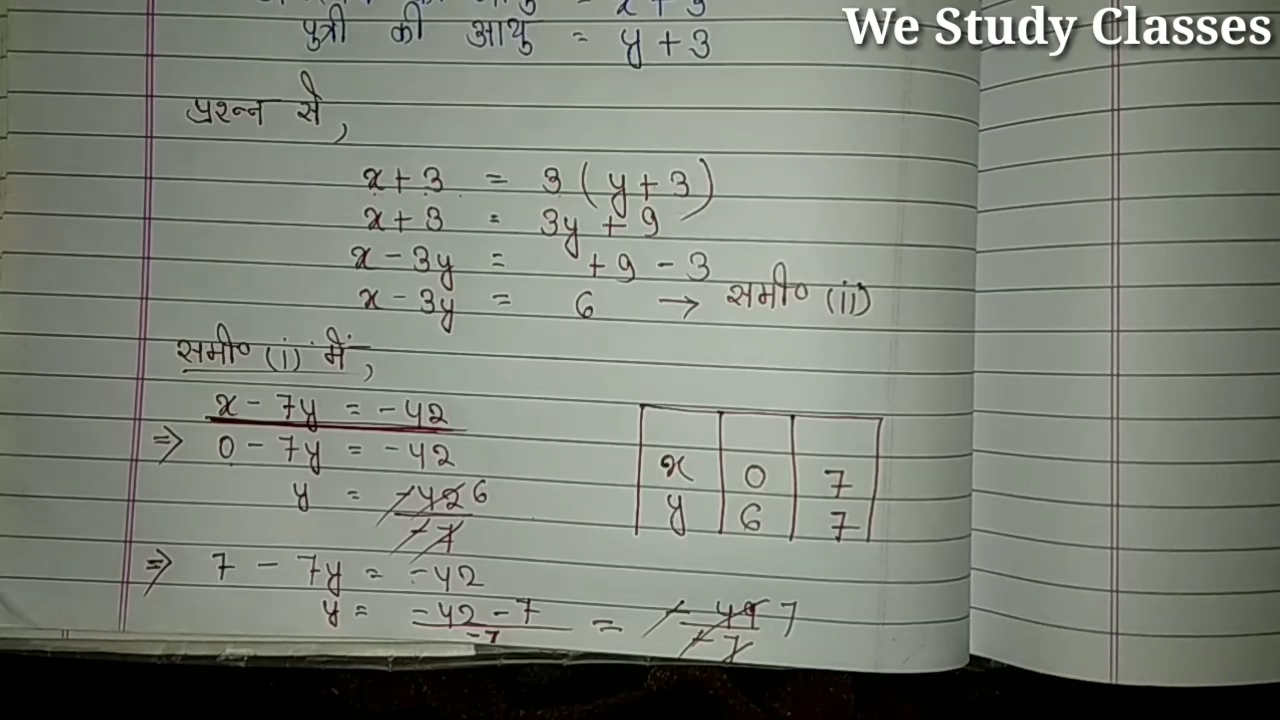 We Study Classes
= x + 3
पुत्री की आयु = y + 3
प्रश्न से,
x + 3 = 3 ( y + 3 )
x + 3 = 3y + 9
x - 3y = +9 - 3
x - 3y = 6 → समी० (ii)
समी० (i) में,
x - 7y = -42
⇒ 0 - 7y = -42
y = -42 6
-7
x 0 7
y 6 7
⇒ 7 - 7y = -42
y = -42 - 7 = -49 7
-7 -7